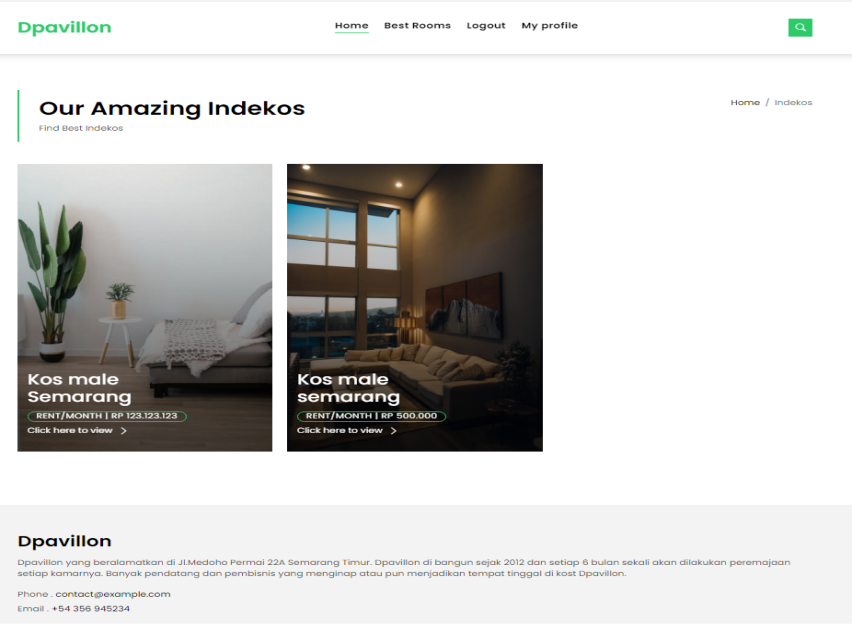 Dpavillon
Home Best Rooms Logout My profile
Our Amazing Indekos
Find Best Indekos
Home / Indekos
Kos male
Semarang
RENT/MONTH | RP 123.123.123
Click here to view >
Kos male
semarang
RENT/MONTH | RP 500.000
Click here to view >
Dpavillon
Dpavillon yang beralamatkan di Jl.Medoho Permai 22A Semarang Timur. Dpavillon di bangun sejak 2012 dan setiap 6 bulan sekali akan dilakukan peremajaan
setiap kamarnya. Banyak pendatang dan pembisnis yang menginap atau pun menjadikan tempat tinggal di kost Dpavillon.
Phone . contact@example.com
Email . +54 356 945234